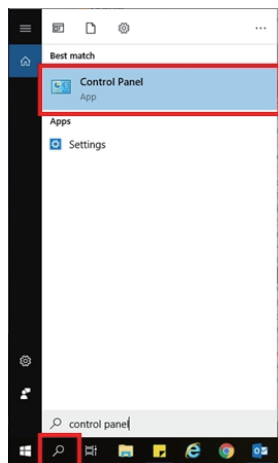 Best match
Control Panel
App
Apps
Settings
control panel